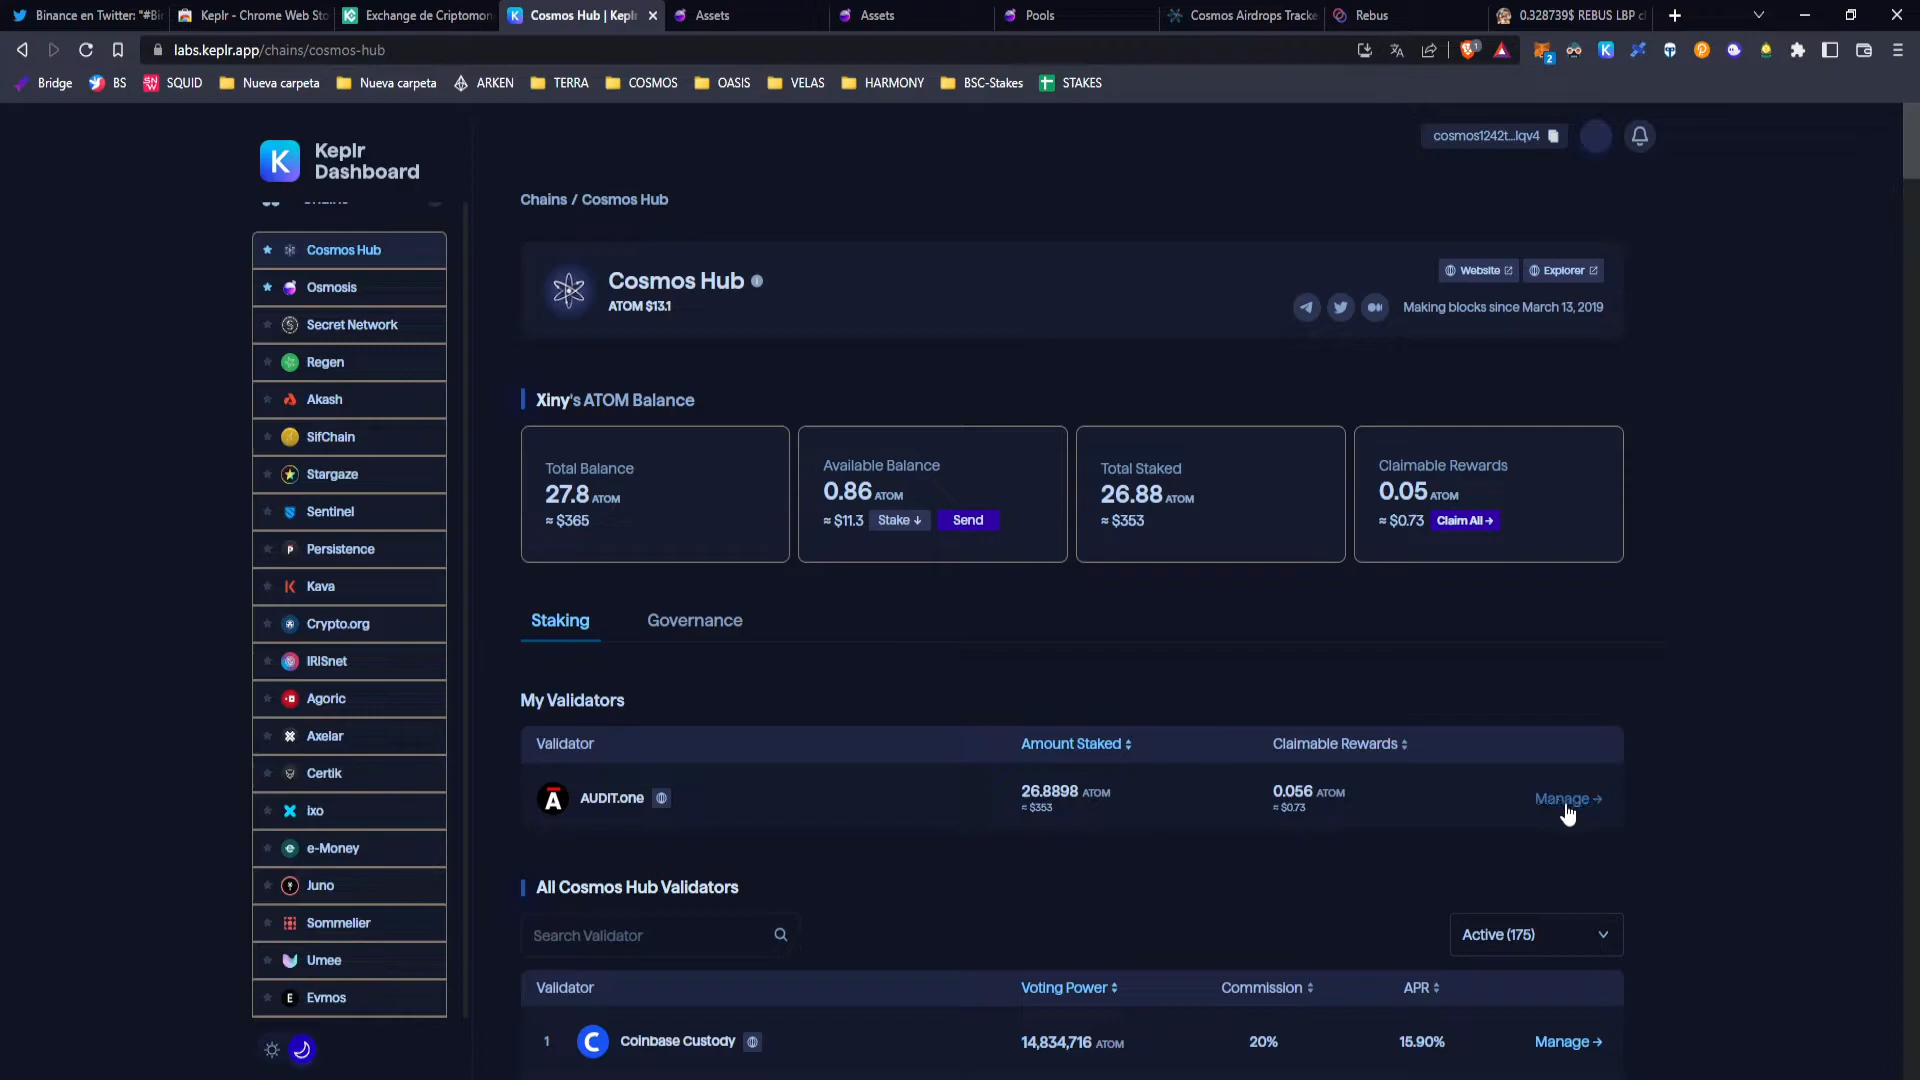 Binance en Twitter: "#Bi
Keplr - Chrome Web Sto
Exchange de Criptomon
Cosmos Hub | Kepl
Assets
Assets
Pools
Cosmos Airdrops Tracke
Rebus
0.328739$ REBUS LBP c
labs.keplr.app/chains/cosmos-hub
1
2
Bridge
BS
SQUID
Nueva carpeta
Nueva carpeta
ARKEN
TERRA
COSMOS
OASIS
VELAS
HARMONY
BSC-Stakes
STAKES
Keplr
Dashboard
cosmos1242t...lqv4
Chains / Cosmos Hub
Cosmos Hub
Osmosis
Secret Network
Regen
Akash
SifChain
Stargaze
Sentinel
Persistence
Kava
Crypto.org
IRISnet
Agoric
Axelar
Certik
ixo
e-Money
Juno
Sommelier
Umee
Evmos
Cosmos Hub
ATOM $13.1
Website
Explorer
Making blocks since March 13, 2019
Xiny's ATOM Balance
Total Balance
27.8 ATOM
≈ $365
Available Balance
0.86 ATOM
≈ $11.3 Stake ↓ Send
Total Staked
26.88 ATOM
≈ $353
Claimable Rewards
0.05 ATOM
≈ $0.73 Claim All →
Staking
Governance
My Validators
Validator
Amount Staked
Claimable Rewards
AUDIT.one
26.8898 ATOM
≈ $353
0.056 ATOM
≈ $0.73
Manage →
All Cosmos Hub Validators
Search Validator
Active (175)
Validator
Voting Power
Commission
APR
1
Coinbase Custody
14,834,716 ATOM
20%
15.90%
Manage →